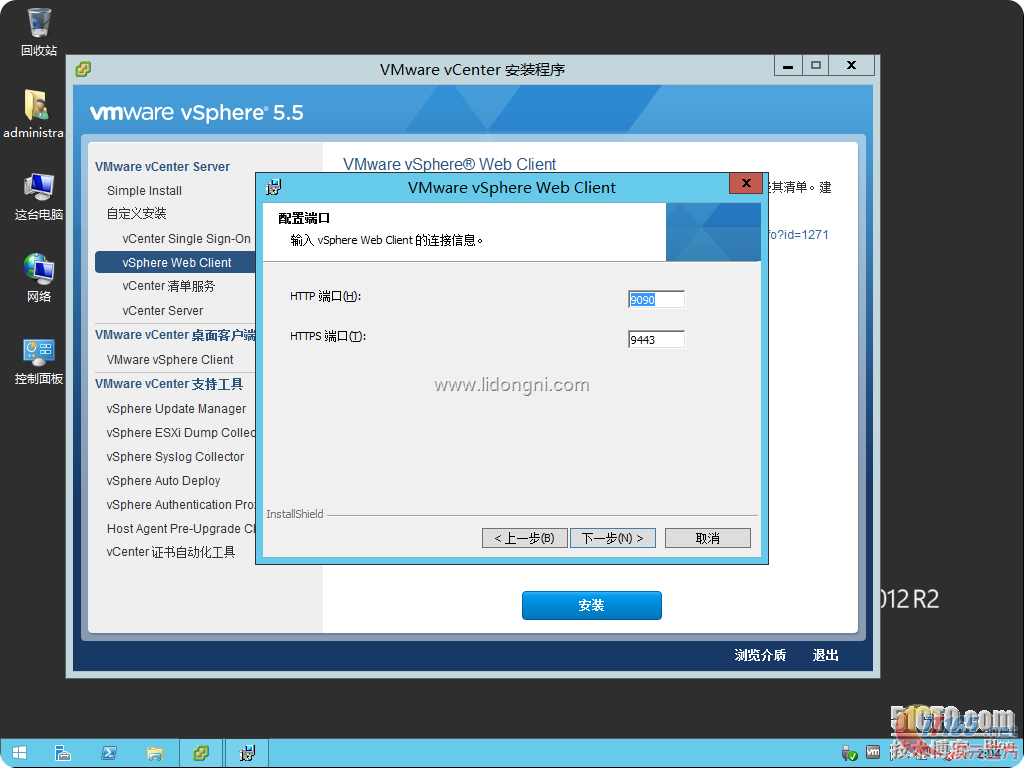 回收站
administra
这台电脑
网络
控制面板
VMware vCenter 安装程序
vmware vSphere® 5.5
VMware vCenter Server
Simple Install
自定义安装
vCenter Single Sign-On
vSphere Web Client
vCenter 清单服务
vCenter Server
VMware vCenter 桌面客户端
VMware vSphere Client
VMware vCenter 支持工具
vSphere Update Manager
vSphere ESXi Dump Collec
vSphere Syslog Collector
vSphere Auto Deploy
vSphere Authentication Pro
Host Agent Pre-Upgrade
vCenter 证书自动化工具
VMware vSphere® Web Client
其清单。建
fo?id=1271
VMware vSphere Web Client
配置端口
输入 vSphere Web Client 的连接信息。
HTTP 端口(H):
9090
HTTPS 端口(T):
9443
www.lidongni.com
InstallShield
< 上一步(B)
下一步(N) >
取消
安装
浏览介质
退出
012 R2
51CTO.com
技术博客
Blog
2:04